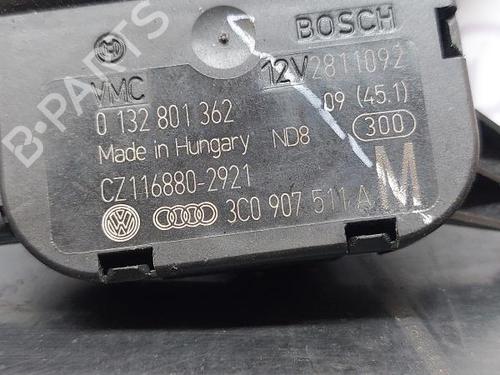 BOSCH
VMC 12V 2811092
0 132 801 362 09 (45.1)
Made in Hungary ND8 300
CZ116880-2921 M
3C0 907 511 A
B-PARTS